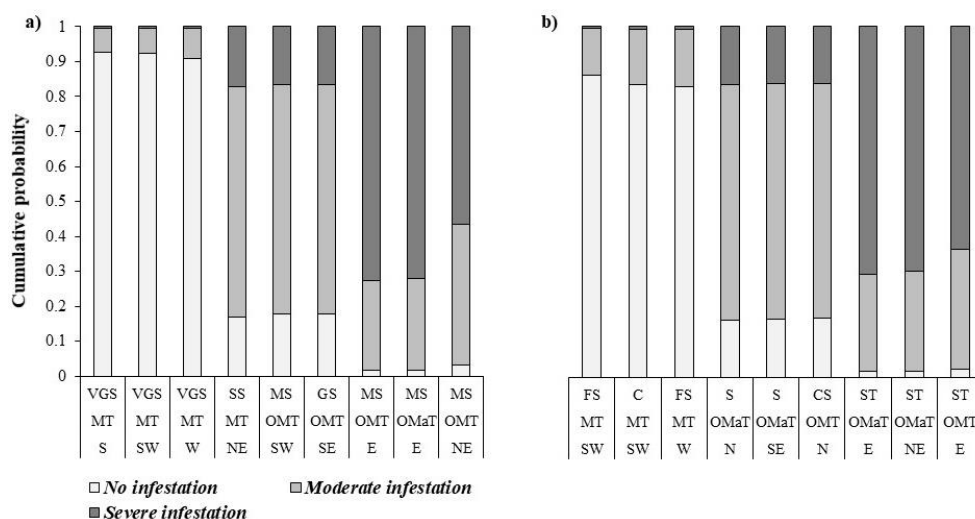 a)
b)
Cumulative probability
1
0.9
0.8
0.7
0.6
0.5
0.4
0.3
0.2
0.1
0
VGS VGS VGS SS MS GS MS MS MS
MT MT MT MT OMT OMT OMT OMaT OMT
S SW W NE SW SE E E NE
FS C FS S S CS ST ST ST
MT MT MT OMaT OMaT OMT OMaT OMaT OMT
SW SW W N SE N E NE E
No infestation Moderate infestation
Severe infestation